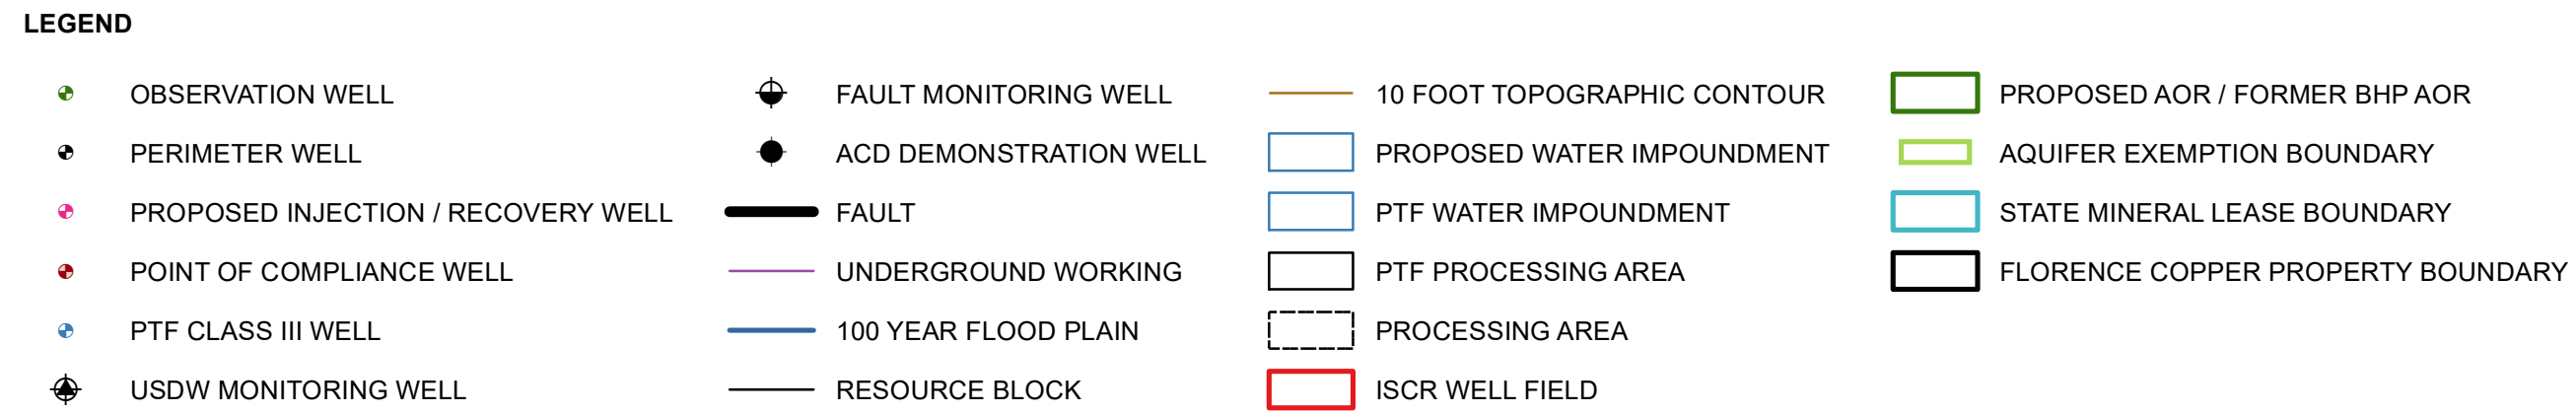 LEGEND
OBSERVATION WELL
PERIMETER WELL
PROPOSED INJECTION / RECOVERY WELL
POINT OF COMPLIANCE WELL
PTF CLASS III WELL
USDW MONITORING WELL
FAULT MONITORING WELL
ACD DEMONSTRATION WELL
FAULT
UNDERGROUND WORKING
100 YEAR FLOOD PLAIN
RESOURCE BLOCK
10 FOOT TOPOGRAPHIC CONTOUR
PROPOSED WATER IMPOUNDMENT
PTF WATER IMPOUNDMENT
PTF PROCESSING AREA
PROCESSING AREA
ISCR WELL FIELD
PROPOSED AOR / FORMER BHP AOR
AQUIFER EXEMPTION BOUNDARY
STATE MINERAL LEASE BOUNDARY
FLORENCE COPPER PROPERTY BOUNDARY